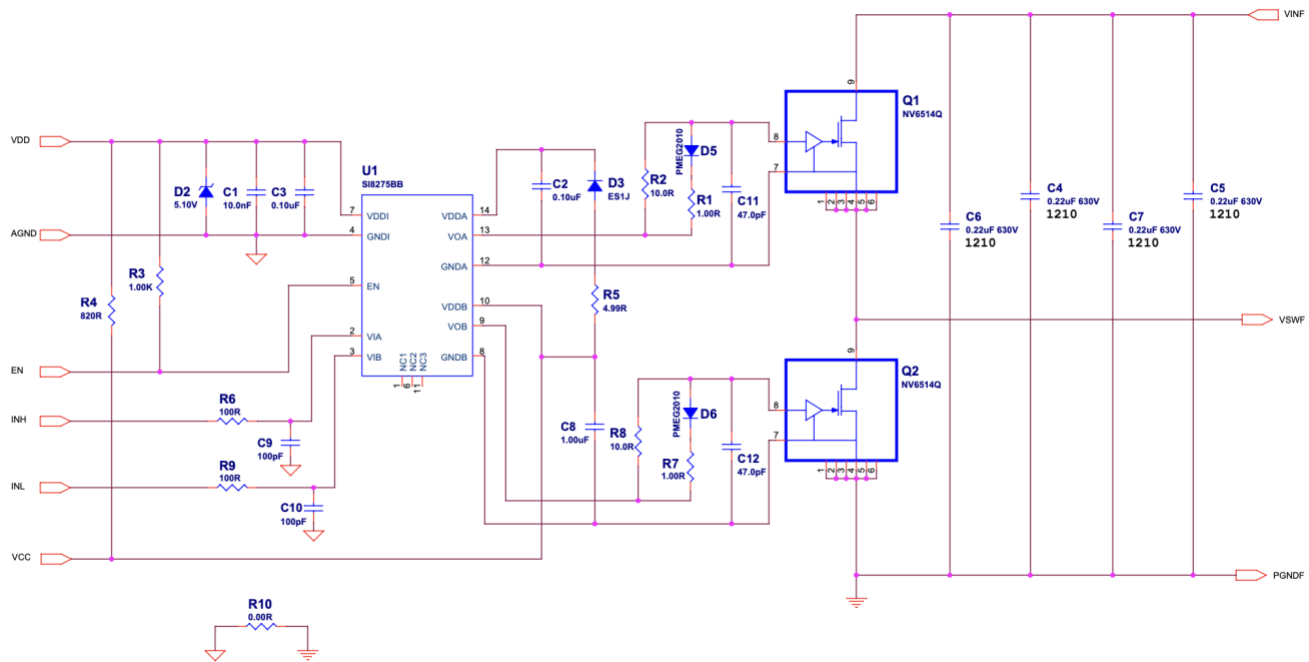 VINF
Q1
NV6514Q
9
8
7
1 2 3 4 5 6
VDD
D2
5.10V
C1
10.0nF
C3
0.10uF
U1
SI8275BB
7 VDDI
4 GNDI
5 EN
2 VIA
3 VIB
VDDA 14
VOA 13
GNDA 12
VDDB 10
VOB 9
GNDB 8
NC1 NC2 NC3
1 6 11
C2
0.10uF
D3
ES1J
R2
10.0R
PMEG2010
D5
R1
1.00R
C11
47.0pF
C6
0.22uF 630V
1210
C4
0.22uF 630V
1210
C7
0.22uF 630V
1210
C5
0.22uF 630V
1210
AGND
R3
1.00K
R4
820R
R5
4.99R
VSWF
EN
Q2
NV6514Q
9
8
7
1 2 3 4 5 6
INH
R6
100R
C9
100pF
C8
1.00uF
R8
10.0R
PMEG2010
D6
R7
1.00R
C12
47.0pF
INL
R9
100R
C10
100pF
VCC
PGNDF
R10
0.00R